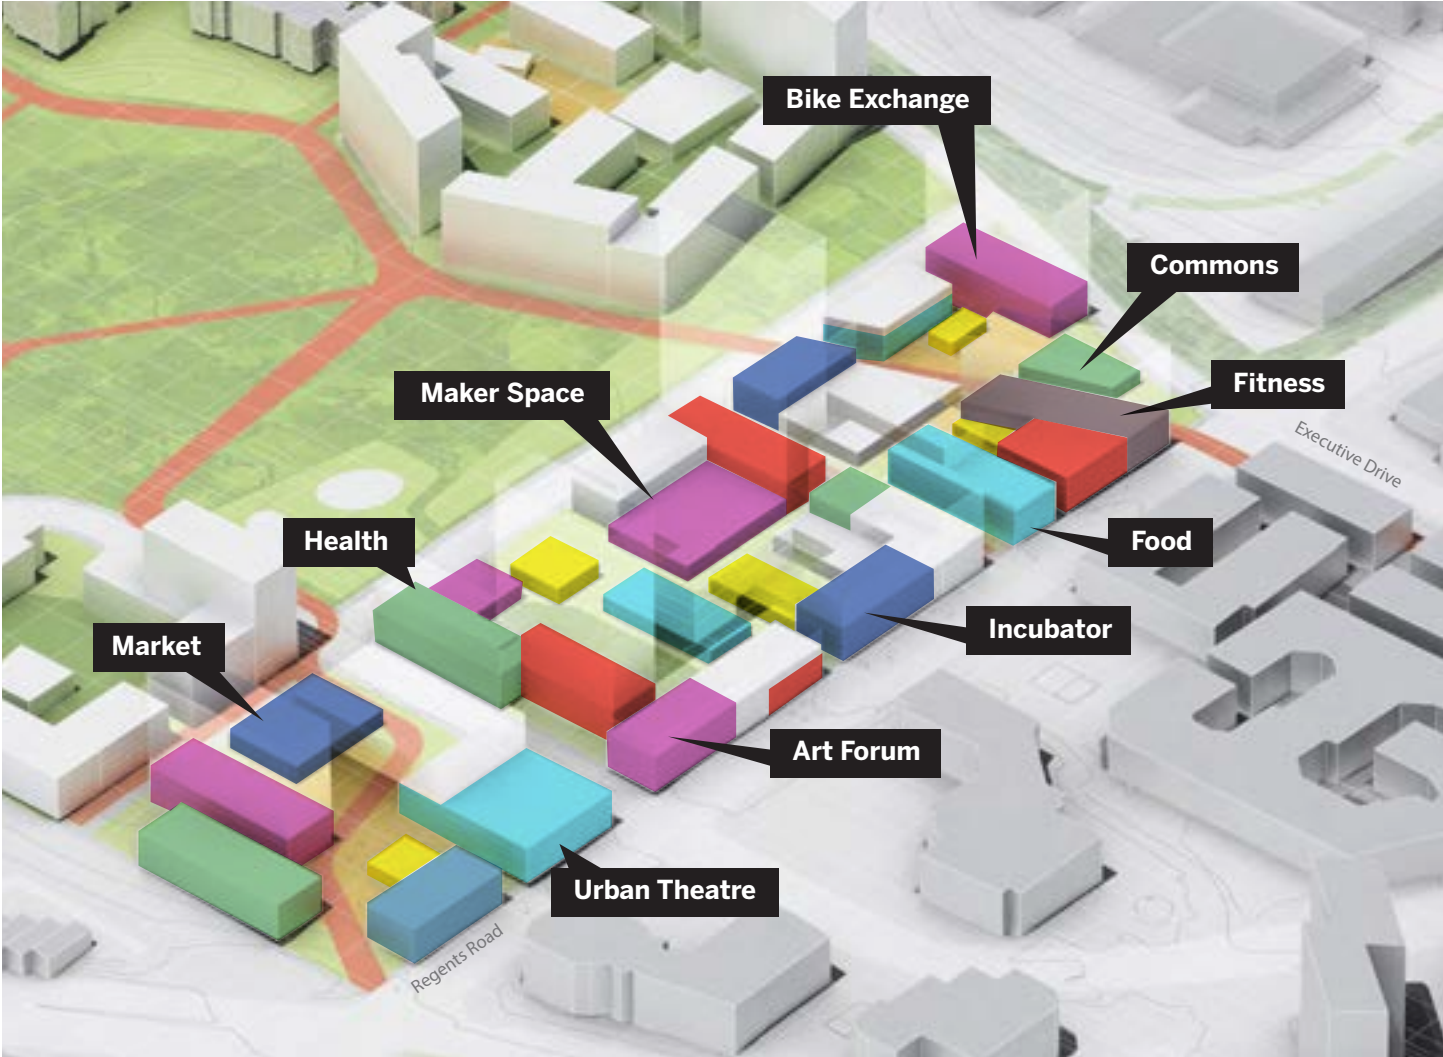 Bike Exchange
Commons
Fitness
Executive Drive
Maker Space
Health
Food
Incubator
Market
Art Forum
Urban Theatre
Regents Road